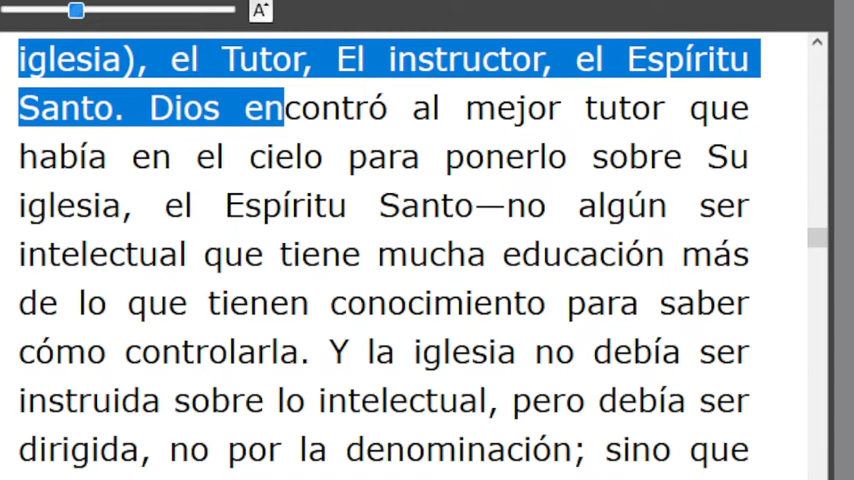 A
iglesia), el Tutor, El instructor, el Espíritu
Santo. Dios encontró al mejor tutor que
había en el cielo para ponerlo sobre Su
iglesia, el Espíritu Santo—no algún ser
intelectual que tiene mucha educación más
de lo que tienen conocimiento para saber
cómo controlarla. Y la iglesia no debía ser
instruida sobre lo intelectual, pero debía ser
dirigida, no por la denominación; sino que